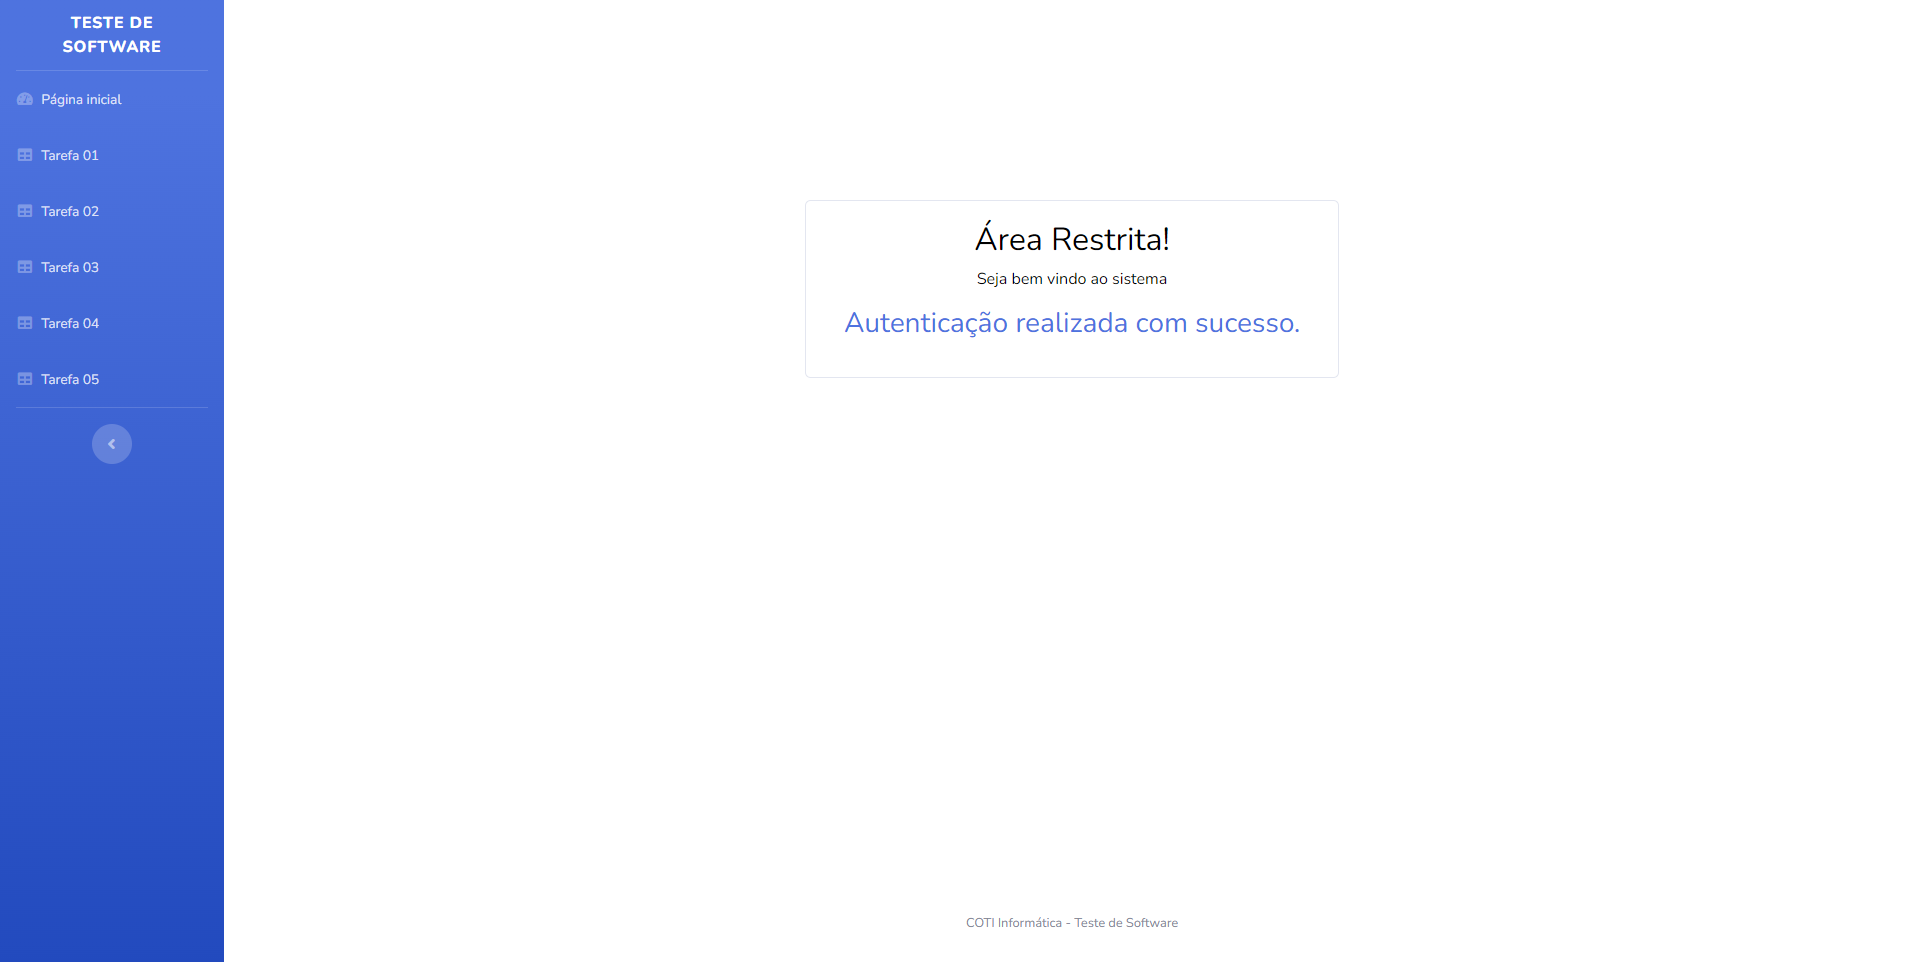 TESTE DE
SOFTWARE
Página inicial
Tarefa 01
Tarefa 02
Tarefa 03
Tarefa 04
Tarefa 05
Área Restrita!
Seja bem vindo ao sistema
Autenticação realizada com sucesso.
COTI Informática - Teste de Software